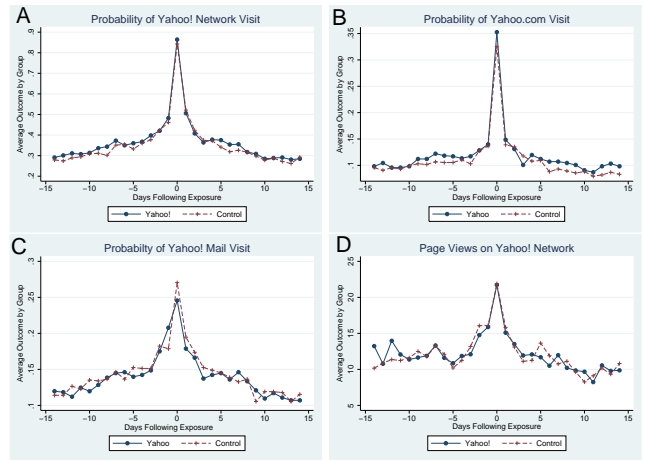 A
Probability of Yahoo! Network Visit
Average Outcome by Group
.2 .3 .4 .5 .6 .7 .8 .9
−15 −10 −5 0 5 10 15
Days Following Exposure
Yahoo! Control
B
Probability of Yahoo.com Visit
Average Outcome by Group
.1 .15 .2 .25 .3 .35
−15 −10 −5 0 5 10 15
Days Following Exposure
Yahoo Control
C
Probabilty of Yahoo! Mail Visit
Average Outcome by Group
.1 .15 .2 .25 .3
−15 −10 −5 0 5 10 15
Days Following Exposure
Yahoo Control
D
Page Views on Yahoo! Network
Average Outcome by Group
5 10 15 20 25
−15 −10 −5 0 5 10 15
Days Following Exposure
Yahoo! Control